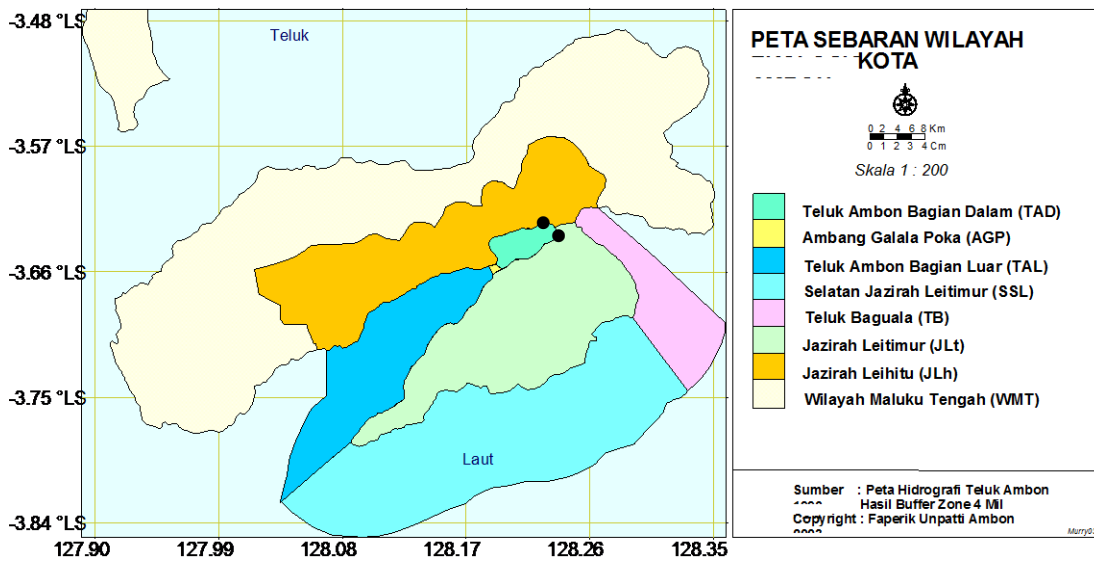 -3.48 °LS
-3.57 °LS
-3.66 °LS
-3.75 °LS
-3.84 °LS
127.90 127.99 128.08 128.17 128.26 128.35
Teluk
Laut
PETA SEBARAN WILAYAH
KOTA
0 2 4 6 8 Km
0 1 2 3 4 Cm
Skala 1 : 200
Teluk Ambon Bagian Dalam (TAD)
Ambang Galala Poka (AGP)
Teluk Ambon Bagian Luar (TAL)
Selatan Jazirah Leitimur (SSL)
Teluk Baguala (TB)
Jazirah Leitimur (JLt)
Jazirah Leihitu (JLh)
Wilayah Maluku Tengah (WMT)
Sumber : Peta Hidrografi Teluk Ambon
Hasil Buffer Zone 4 Mil
Copyright : Faperik Unpatti Ambon